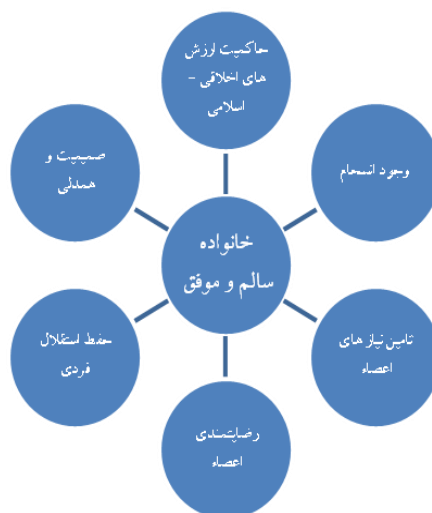 حاکمیت ارزش
های اخلاقی -
اسلامی
وجود انسجام
تامین نیاز های
اعضاء
رضایتمندی
اعضاء
حفظ استقلال
فردی
صمیمیت و
همدلی
خانواده
سالم و موفق